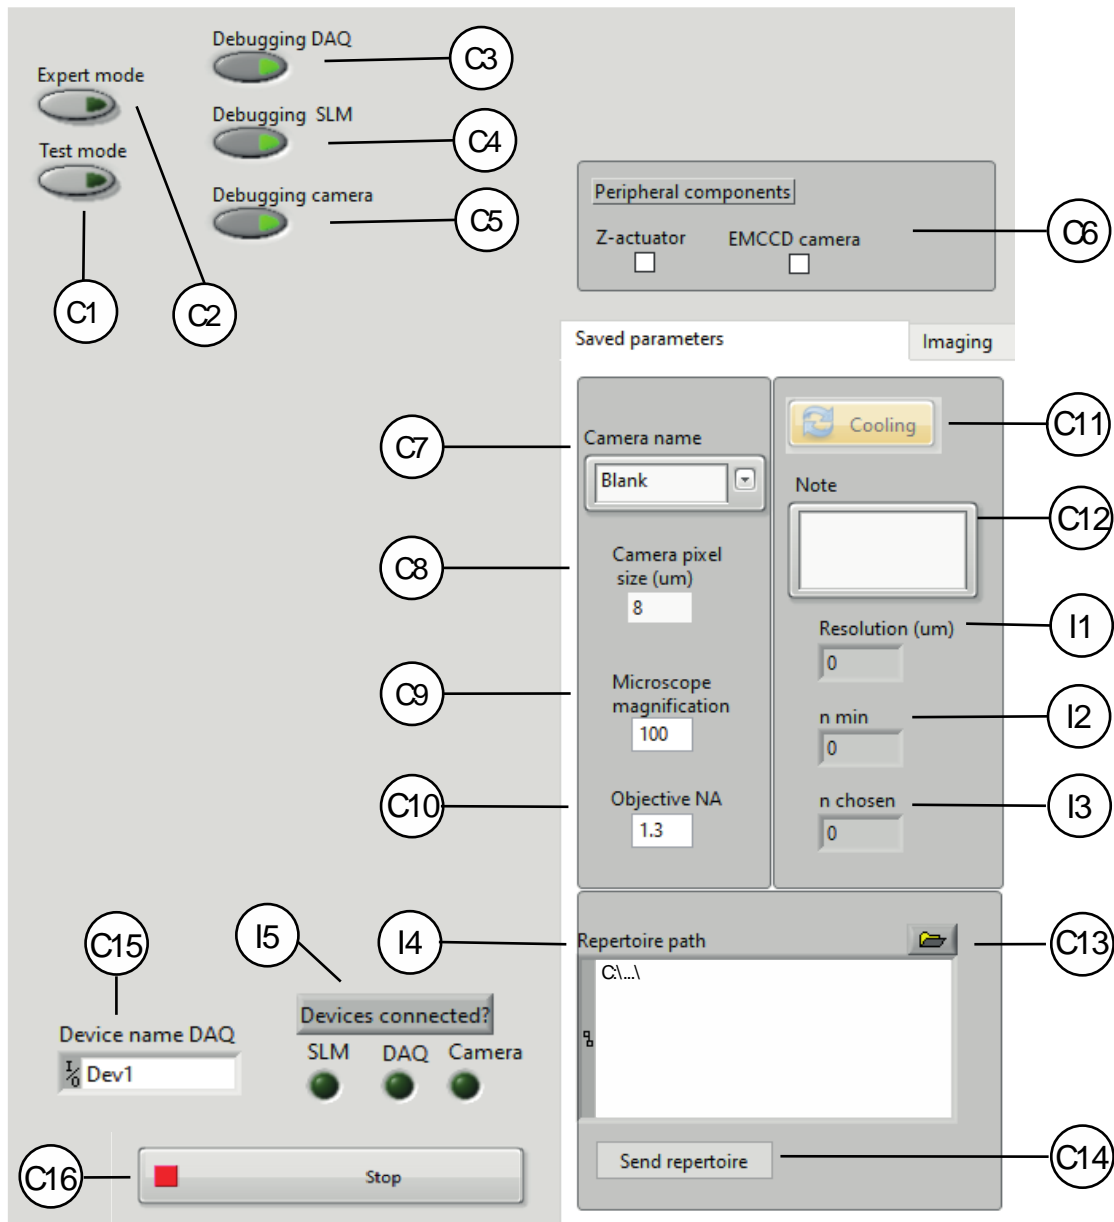 Debugging DAQ
C3
Expert mode
Debugging SLM
C4
Test mode
Debugging camera
C5
C1
C2
Peripheral components
Z-actuator
EMCCD camera
C6
Saved parameters
Imaging
C7
Camera name
Blank
Cooling
C11
Note
C12
C8
Camera pixel
size (um)
8
Resolution (um)
0
I1
C9
Microscope
magnification
100
n min
0
I2
C10
Objective NA
1.3
n chosen
0
I3
C15
I5
I4
Repertoire path
C13
C:\...\
Device name DAQ
Dev1
Devices connected?
SLM
DAQ
Camera
C16
Stop
Send repertoire
C14